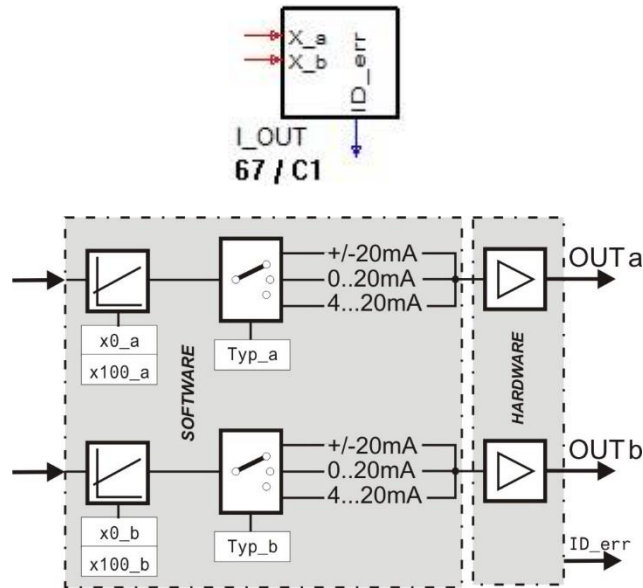 X_a
X_b
ID_err
I_OUT
67 / C1
+/-20mA
0..20mA
4...20mA
OUT a
x0_a
x100_a
Typ_a
SOFTWARE
HARDWARE
+/-20mA
0..20mA
4...20mA
OUT b
x0_b
x100_b
Typ_b
ID_err